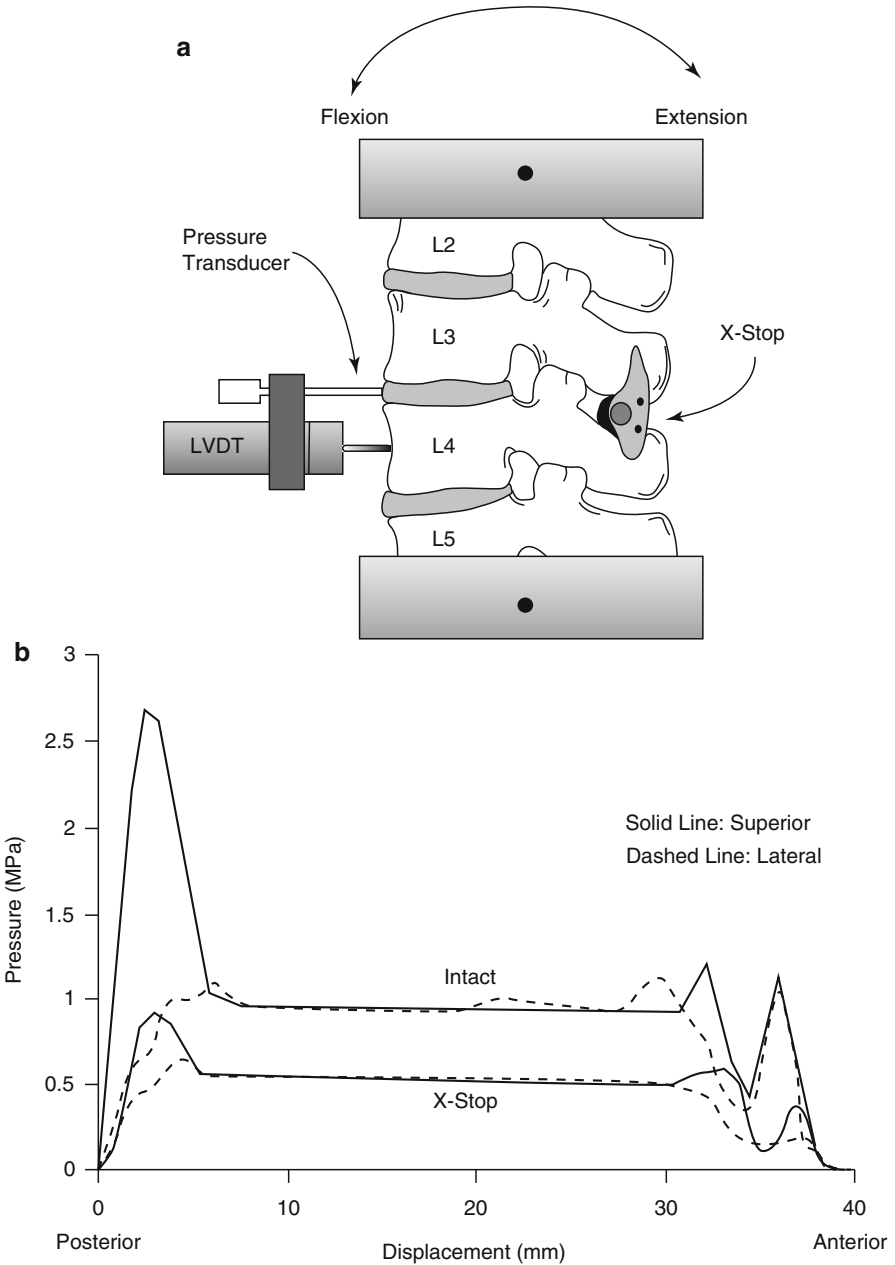 a
Flexion
Extension
Pressure
Transducer
L2
L3
X-Stop
LVDT
L4
L5
b
3
2.5
2
1.5
1
0.5
0
Pressure (MPa)
Solid Line: Superior
Dashed Line: Lateral
Intact
X-Stop
0 10 20 30 40
Posterior Displacement (mm) Anterior